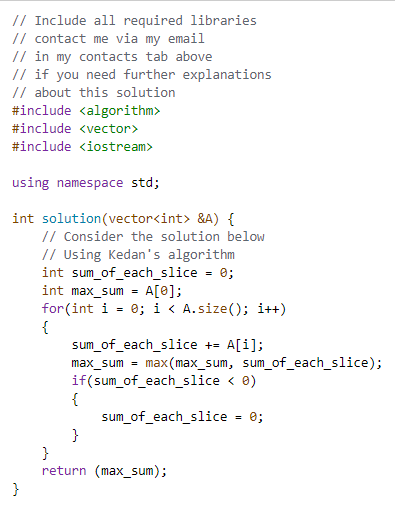 // Include all required libraries
// contact me via my email
// in my contacts tab above
// if you need further explanations
// about this solution
#include <algorithm>
#include <vector>
#include <iostream>

using namespace std;

int solution(vector<int> &A) {
    // Consider the solution below
    // Using Kedan's algorithm
    int sum_of_each_slice = 0;
    int max_sum = A[0];
    for(int i = 0; i < A.size(); i++)
    {
        sum_of_each_slice += A[i];
        max_sum = max(max_sum, sum_of_each_slice);
        if(sum_of_each_slice < 0)
        {
            sum_of_each_slice = 0;
        }
    }
    return (max_sum);
}